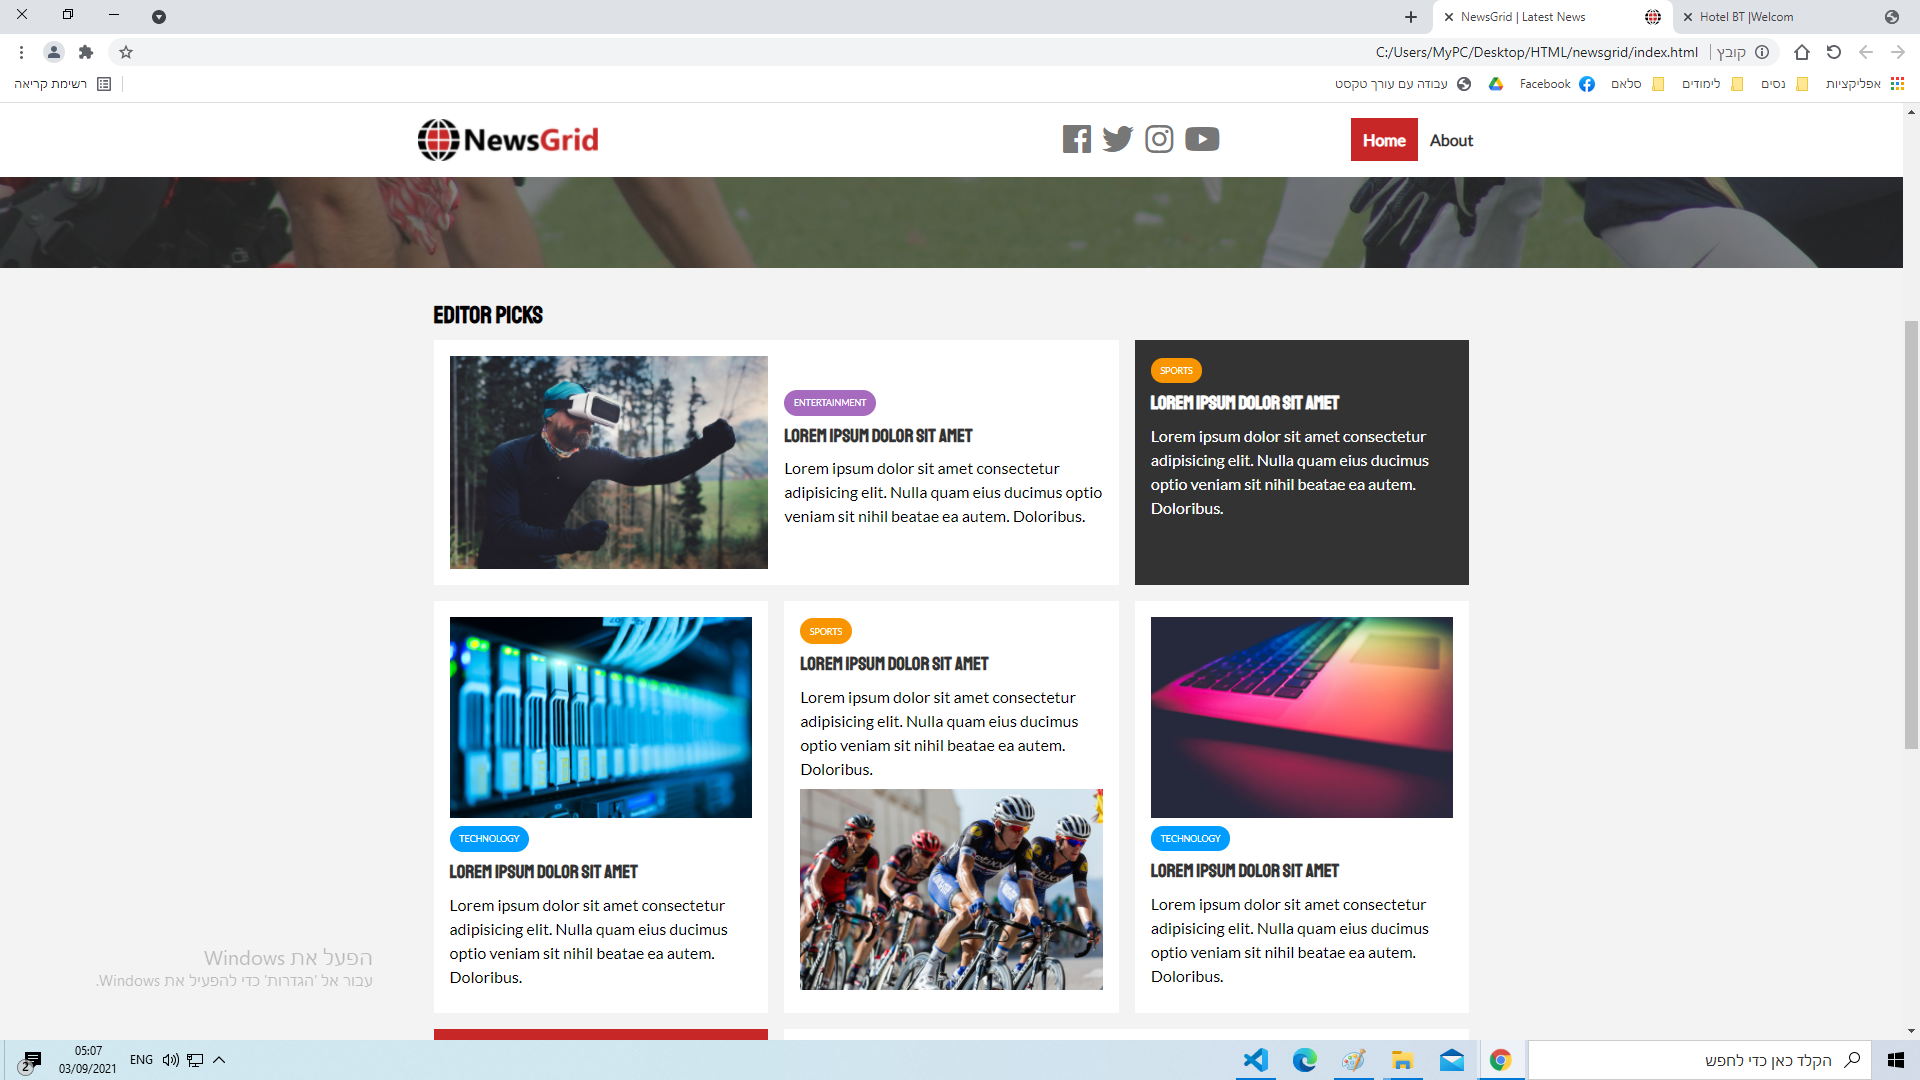 NewsGrid | Latest News
Hotel BT |Welcom
C:/Users/MyPC/Desktop/HTML/newsgrid/index.html
קובץ
אפליקציות
נסים
לימודים
סלאם
Facebook
עבודה עם עורך טקסט
רשימת קריאה
NewsGrid
Home
About
EDITOR PICKS
ENTERTAINMENT
LOREM IPSUM DOLOR SIT AMET
Lorem ipsum dolor sit amet consectetur
adipisicing elit. Nulla quam eius ducimus optio
veniam sit nihil beatae ea autem. Doloribus.
SPORTS
LOREM IPSUM DOLOR SIT AMET
Lorem ipsum dolor sit amet consectetur
adipisicing elit. Nulla quam eius ducimus
optio veniam sit nihil beatae ea autem.
Doloribus.
TECHNOLOGY
LOREM IPSUM DOLOR SIT AMET
Lorem ipsum dolor sit amet consectetur
adipisicing elit. Nulla quam eius ducimus
optio veniam sit nihil beatae ea autem.
Doloribus.
SPORTS
LOREM IPSUM DOLOR SIT AMET
Lorem ipsum dolor sit amet consectetur
adipisicing elit. Nulla quam eius ducimus
optio veniam sit nihil beatae ea autem.
Doloribus.
TECHNOLOGY
LOREM IPSUM DOLOR SIT AMET
Lorem ipsum dolor sit amet consectetur
adipisicing elit. Nulla quam eius ducimus
optio veniam sit nihil beatae ea autem.
Doloribus.
הפעל את Windows
עבור אל 'הגדרות' כדי להפעיל את Windows.
הקלד כאן כדי לחפש
ENG
05:07
03/09/2021
2